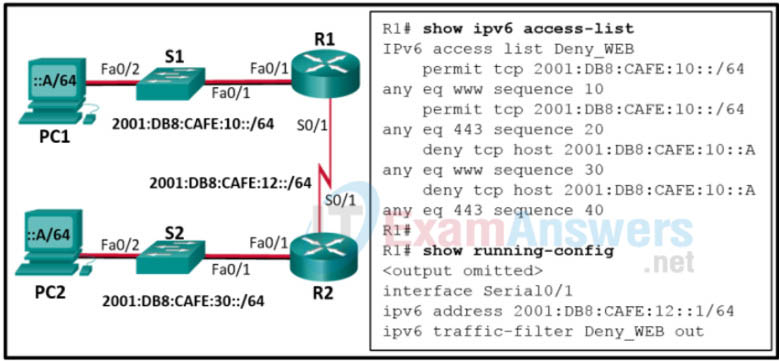 R1
S1
Fa0/2
Fa0/1
Fa0/1
::A/64
PC1
2001:DB8:CAFE:10::/64
S0/1
2001:DB8:CAFE:12::/64
S0/1
::A/64
S2
Fa0/2
Fa0/1
Fa0/1
PC2
2001:DB8:CAFE:30::/64
R2
R1# show ipv6 access-list
IPv6 access list Deny_WEB
permit tcp 2001:DB8:CAFE:10::/64
any eq www sequence 10
permit tcp 2001:DB8:CAFE:10::/64
any eq 443 sequence 20
deny tcp host 2001:DB8:CAFE:10::A
any eq www sequence 30
deny tcp host 2001:DB8:CAFE:10::A
any eq 443 sequence 40
R1#
R1# show running-config
<output omitted>
interface Serial0/1
ipv6 address 2001:DB8:CAFE:12::1/64
ipv6 traffic-filter Deny_WEB out
ITExamAnswers
.net